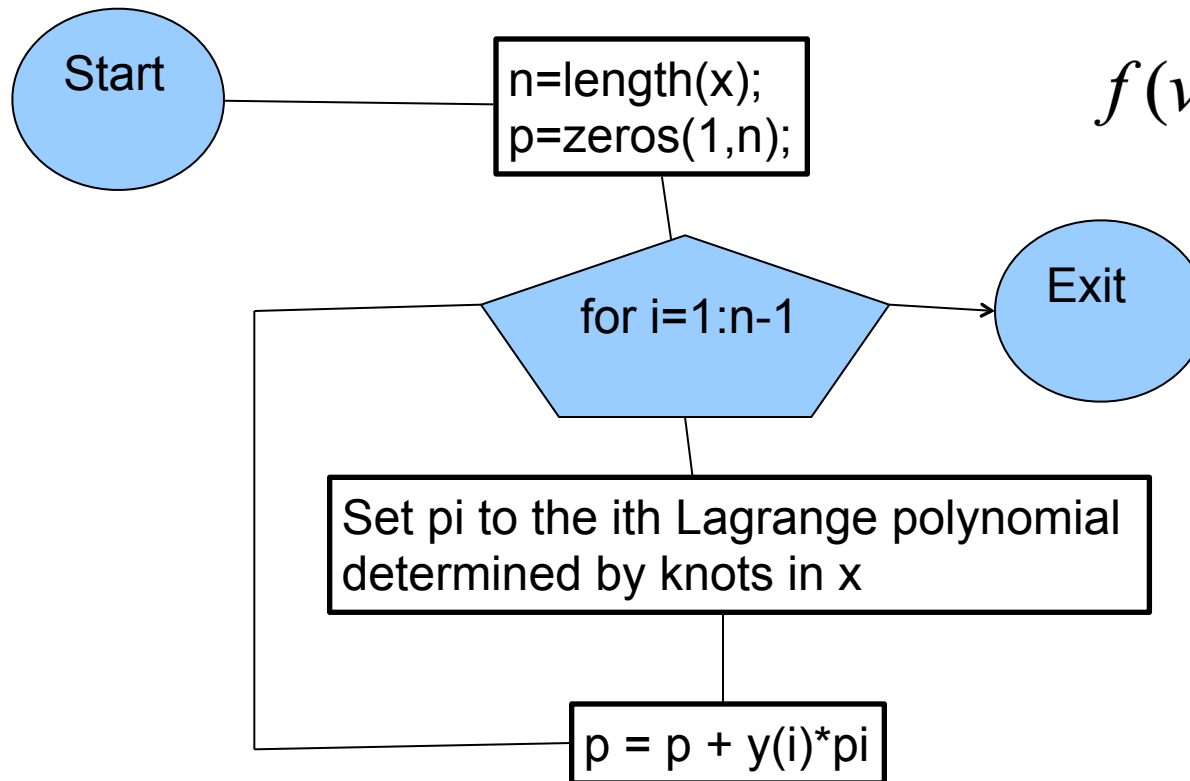 Start
n=length(x);
p=zeros(1,n);
f(
for i=1:n-1
Exit
Set pi to the ith Lagrange polynomial
determined by knots in x
p = p + y(i)*pi